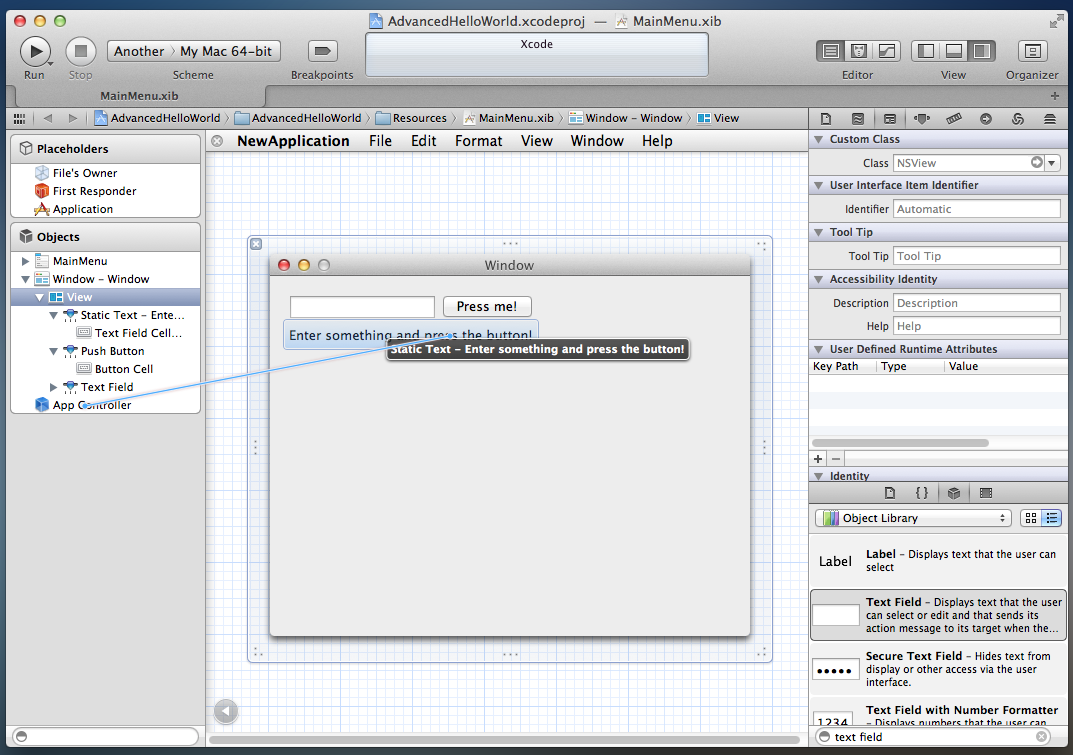 AdvancedHelloWorld.xcodeproj — MainMenu.xib
Run
Stop
Another › My Mac 64-bit
Scheme
Breakpoints
Xcode
Editor
View
Organizer
MainMenu.xib
AdvancedHelloWorld
AdvancedHelloWorld
Resources
MainMenu.xib
Window – Window
View
Placeholders
File's Owner
First Responder
Application
Objects
MainMenu
Window – Window
View
Static Text – Ente...
Text Field Cell...
Push Button
Button Cell
Text Field
App Controller
NewApplication File Edit Format View Window Help
Window
Press me!
Enter something and press the button!
Static Text – Enter something and press the button!
Custom Class
Class NSView
User Interface Item Identifier
Identifier Automatic
Tool Tip
Tool Tip Tool Tip
Accessibility Identity
Description Description
Help Help
User Defined Runtime Attributes
Key Path Type Value
Identity
Object Library
Label
Label – Displays text that the user can
select
Text Field – Displays text that the user
can select or edit and that sends its
action message to its target when the...
Secure Text Field – Hides text from
display or other access via the user
interface.
1234
Text Field with Number Formatter
– Displays numbers that the user can
text field